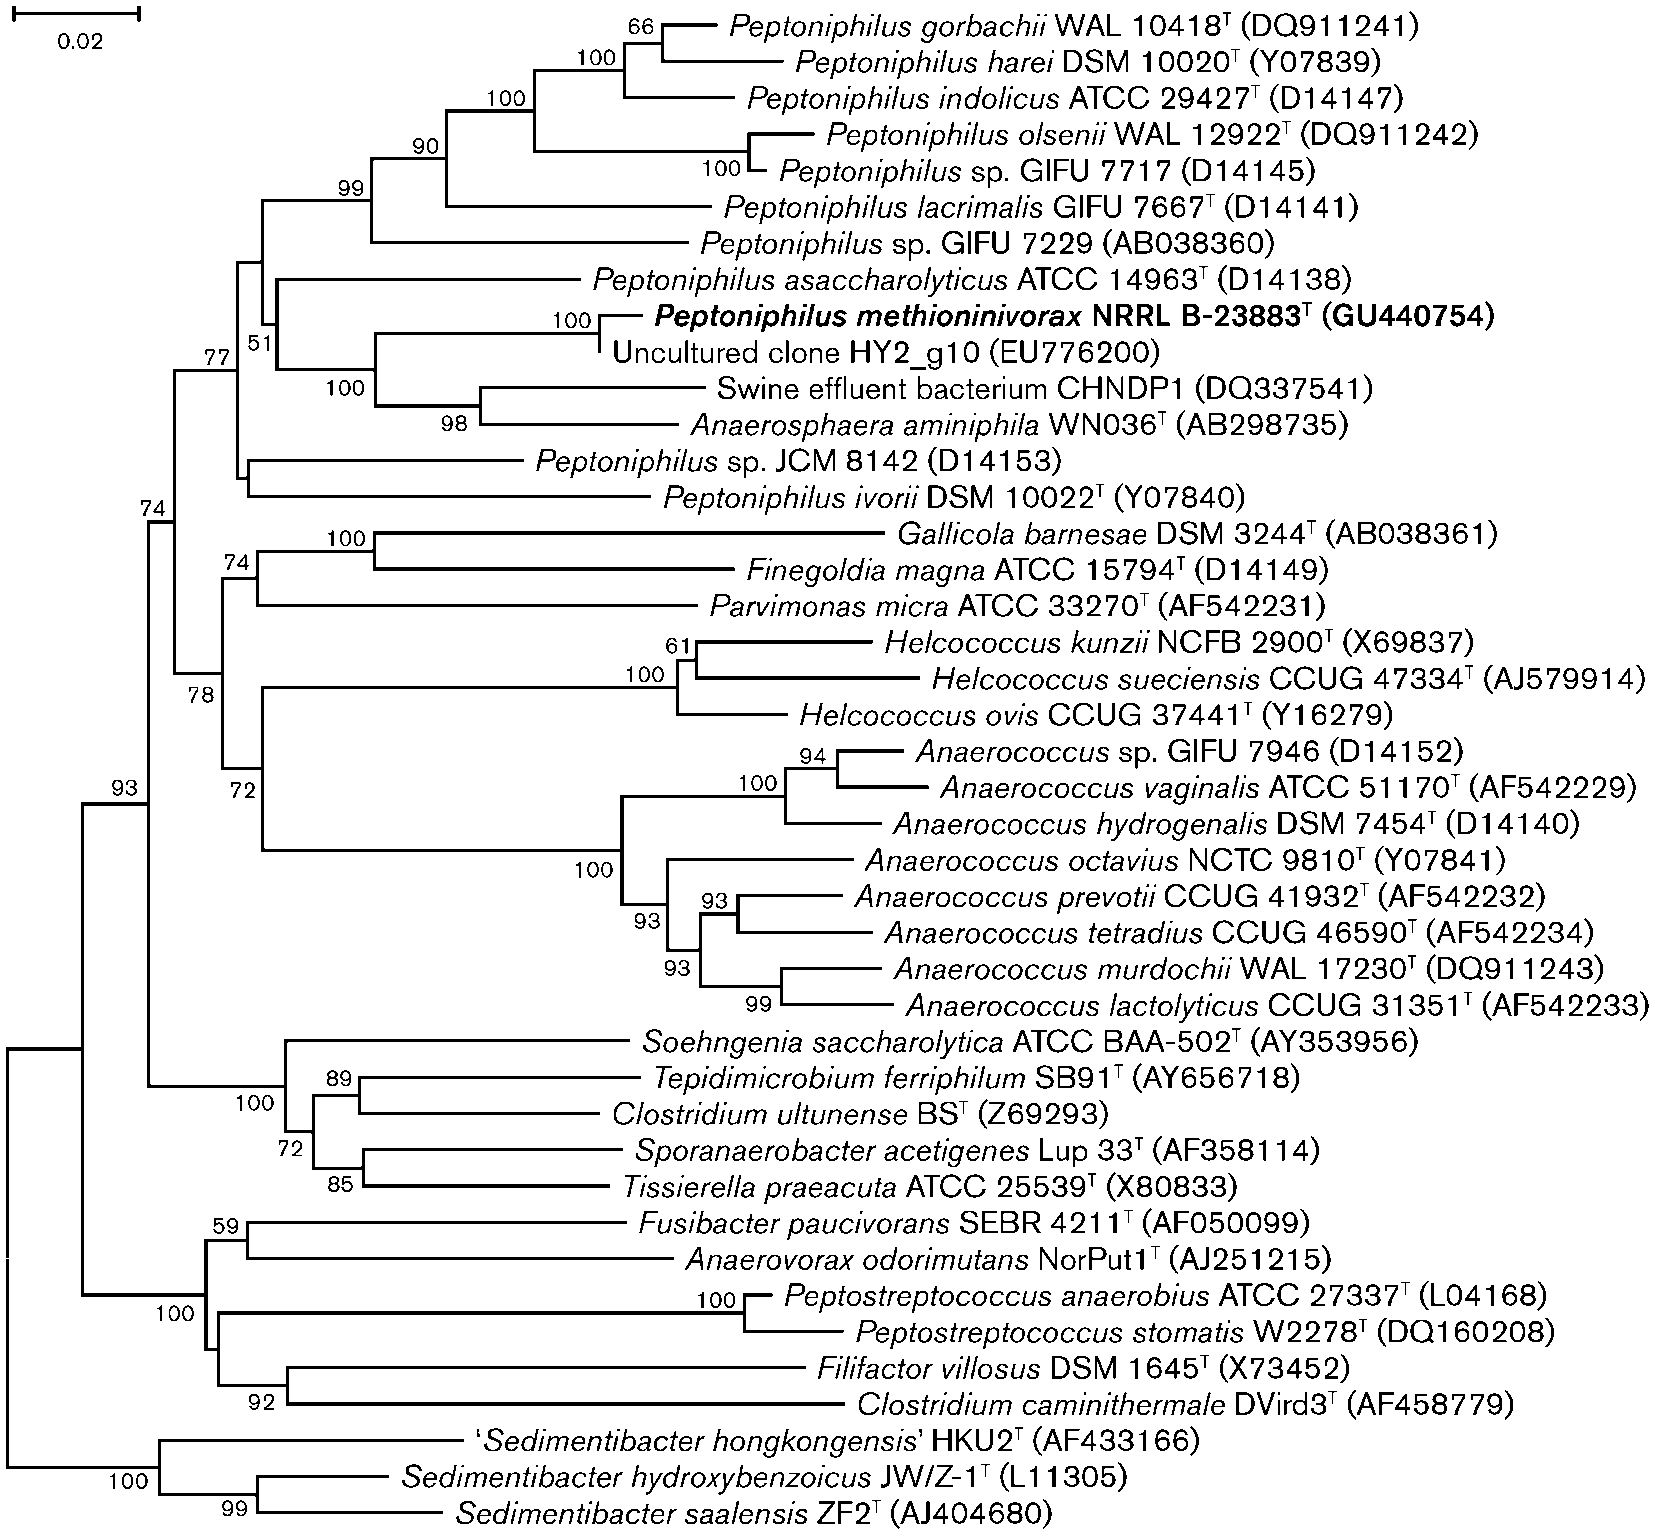 0.02
66 Peptoniphilus gorbachii WAL 10418ᵀ (DQ911241)
100 Peptoniphilus harei DSM 10020ᵀ (Y07839)
100 Peptoniphilus indolicus ATCC 29427ᵀ (D14147)
90 Peptoniphilus olsenii WAL 12922ᵀ (DQ911242)
100 Peptoniphilus sp. GIFU 7717 (D14145)
99 Peptoniphilus lacrimalis GIFU 7667ᵀ (D14141)
Peptoniphilus sp. GIFU 7229 (AB038360)
Peptoniphilus asaccharolyticus ATCC 14963ᵀ (D14138)
100 Peptoniphilus methioninivorax NRRL B-23883ᵀ (GU440754)
77 51 Uncultured clone HY2_g10 (EU776200)
100 Swine effluent bacterium CHNDP1 (DQ337541)
98 Anaerosphaera aminiphila WN036ᵀ (AB298735)
Peptoniphilus sp. JCM 8142 (D14153)
74 Peptoniphilus ivorii DSM 10022ᵀ (Y07840)
100 Gallicola barnesae DSM 3244ᵀ (AB038361)
74 Finegoldia magna ATCC 15794ᵀ (D14149)
Parvimonas micra ATCC 33270ᵀ (AF542231)
61 Helcococcus kunzii NCFB 2900ᵀ (X69837)
78 100 Helcococcus sueciensis CCUG 47334ᵀ (AJ579914)
Helcococcus ovis CCUG 37441ᵀ (Y16279)
94 Anaerococcus sp. GIFU 7946 (D14152)
93 72 100 Anaerococcus vaginalis ATCC 51170ᵀ (AF542229)
Anaerococcus hydrogenalis DSM 7454ᵀ (D14140)
100 Anaerococcus octavius NCTC 9810ᵀ (Y07841)
93 93 Anaerococcus prevotii CCUG 41932ᵀ (AF542232)
Anaerococcus tetradius CCUG 46590ᵀ (AF542234)
93 Anaerococcus murdochii WAL 17230ᵀ (DQ911243)
99 Anaerococcus lactolyticus CCUG 31351ᵀ (AF542233)
Soehngenia saccharolytica ATCC BAA-502ᵀ (AY353956)
89 Tepidimicrobium ferriphilum SB91ᵀ (AY656718)
100 Clostridium ultunense BSᵀ (Z69293)
72 Sporanaerobacter acetigenes Lup 33ᵀ (AF358114)
85 Tissierella praeacuta ATCC 25539ᵀ (X80833)
59 Fusibacter paucivorans SEBR 4211ᵀ (AF050099)
Anaerovorax odorimutans NorPut1ᵀ (AJ251215)
100 100 Peptostreptococcus anaerobius ATCC 27337ᵀ (L04168)
Peptostreptococcus stomatis W2278ᵀ (DQ160208)
Filifactor villosus DSM 1645ᵀ (X73452)
92 Clostridium caminithermale DVird3ᵀ (AF458779)
‘Sedimentibacter hongkongensis’ HKU2ᵀ (AF433166)
100 Sedimentibacter hydroxybenzoicus JW/Z-1ᵀ (L11305)
99 Sedimentibacter saalensis ZF2ᵀ (AJ404680)